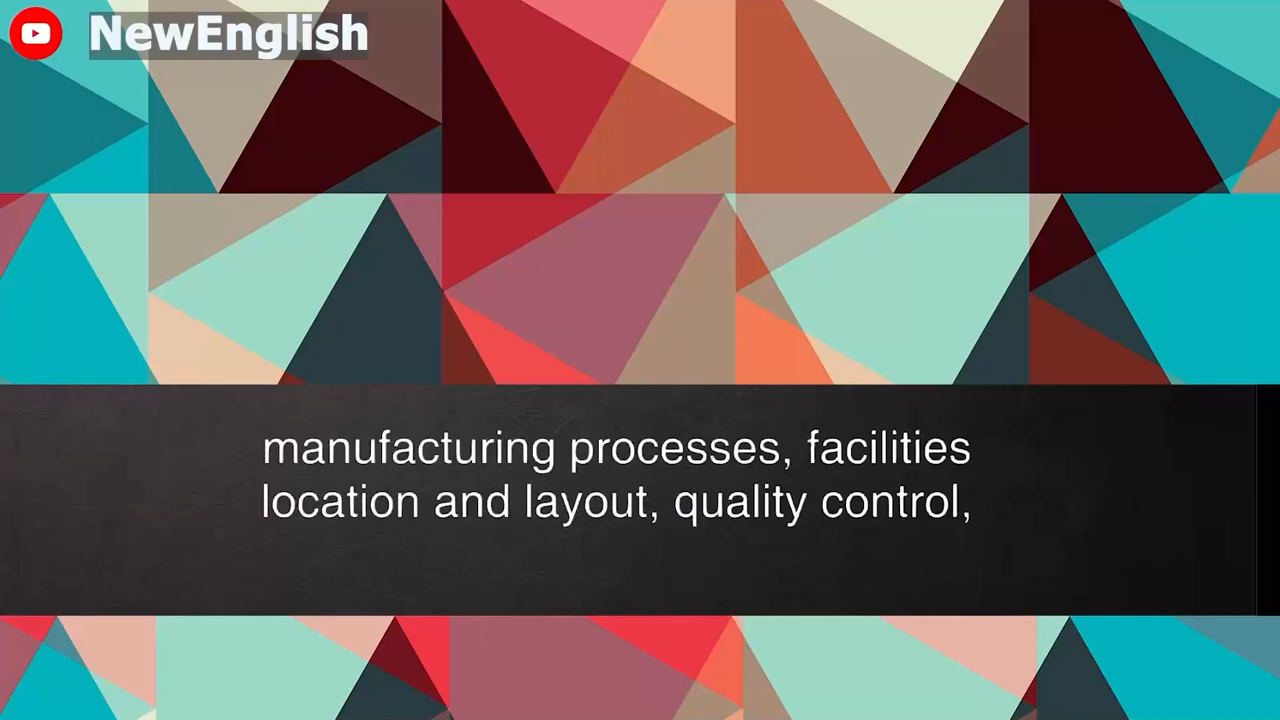 NewEnglish
manufacturing processes, facilities
location and layout, quality control,